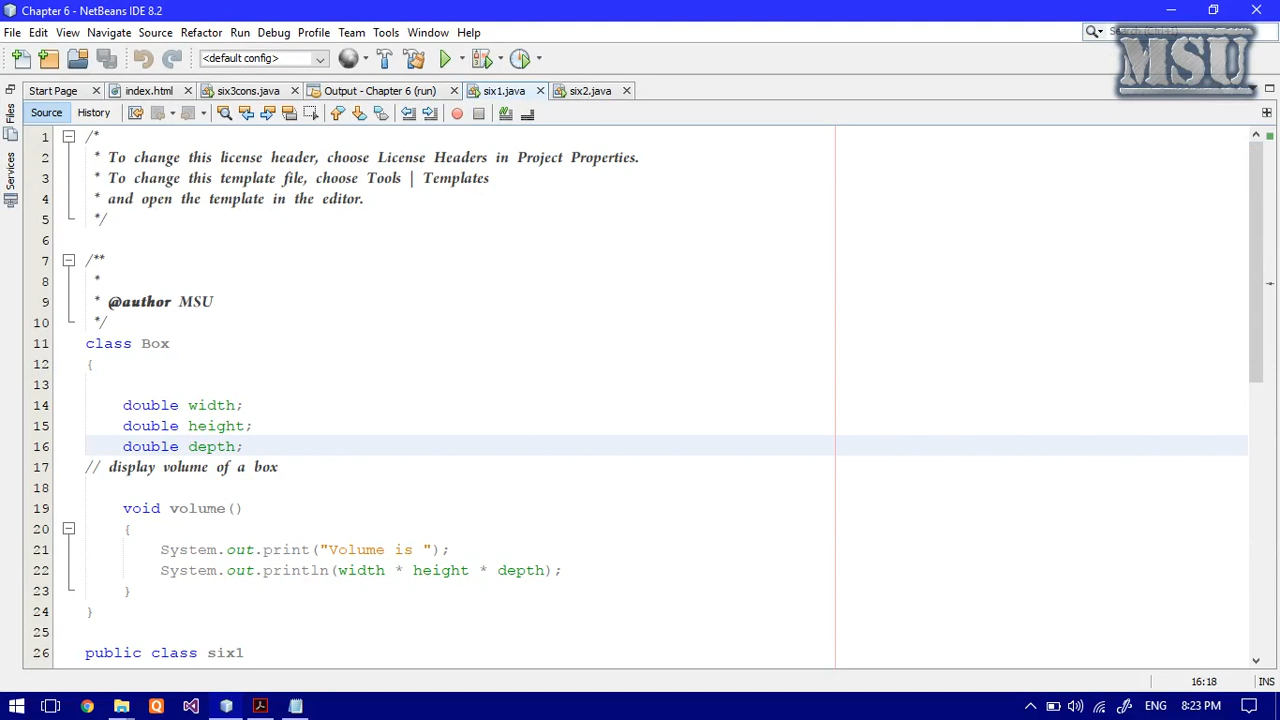 Chapter 6 - NetBeans IDE 8.2
File Edit View Navigate Source Refactor Run Debug Profile Team Tools Window Help
Search (Ctrl+I)
MSU
<default config>
Start Page index.html six3cons.java Output - Chapter 6 (run) six1.java six2.java
Files
Services
Source History
1 /*
2 * To change this license header, choose License Headers in Project Properties.
3 * To change this template file, choose Tools | Templates
4 * and open the template in the editor.
5 */
6
7 /**
8 *
9 * @author MSU
10 */
11 class Box
12 {
13
14 double width;
15 double height;
16 double depth;
17 // display volume of a box
18
19 void volume()
20 {
21 System.out.print("Volume is ");
22 System.out.println(width * height * depth);
23 }
24 }
25
26 public class six1
16:18 INS
ENG 8:23 PM